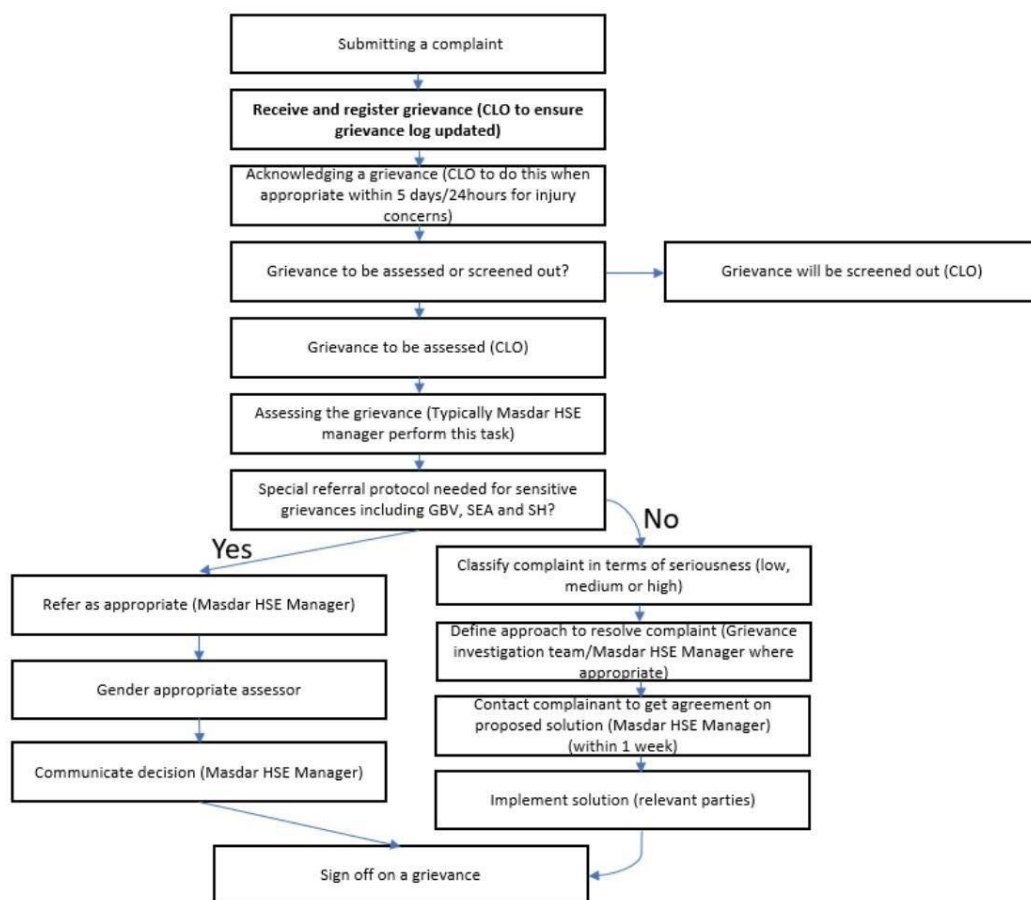 Submitting a complaint
Receive and register grievance (CLO to ensure
grievance log updated)
Acknowledging a grievance (CLO to do this when
appropriate within 5 days/24hours for injury
concerns)
Grievance to be assessed or screened out?
Grievance will be screened out (CLO)
Grievance to be assessed (CLO)
Assessing the grievance (Typically Masdar HSE
manager perform this task)
Special referral protocol needed for sensitive
grievances including GBV, SEA and SH?
Yes
No
Refer as appropriate (Masdar HSE Manager)
Gender appropriate assessor
Communicate decision (Masdar HSE Manager)
Classify complaint in terms of seriousness (low,
medium or high)
Define approach to resolve complaint (Grievance
investigation team/Masdar HSE Manager where
appropriate)
Contact complainant to get agreement on
proposed solution (Masdar HSE Manager)
(within 1 week)
Implement solution (relevant parties)
Sign off on a grievance